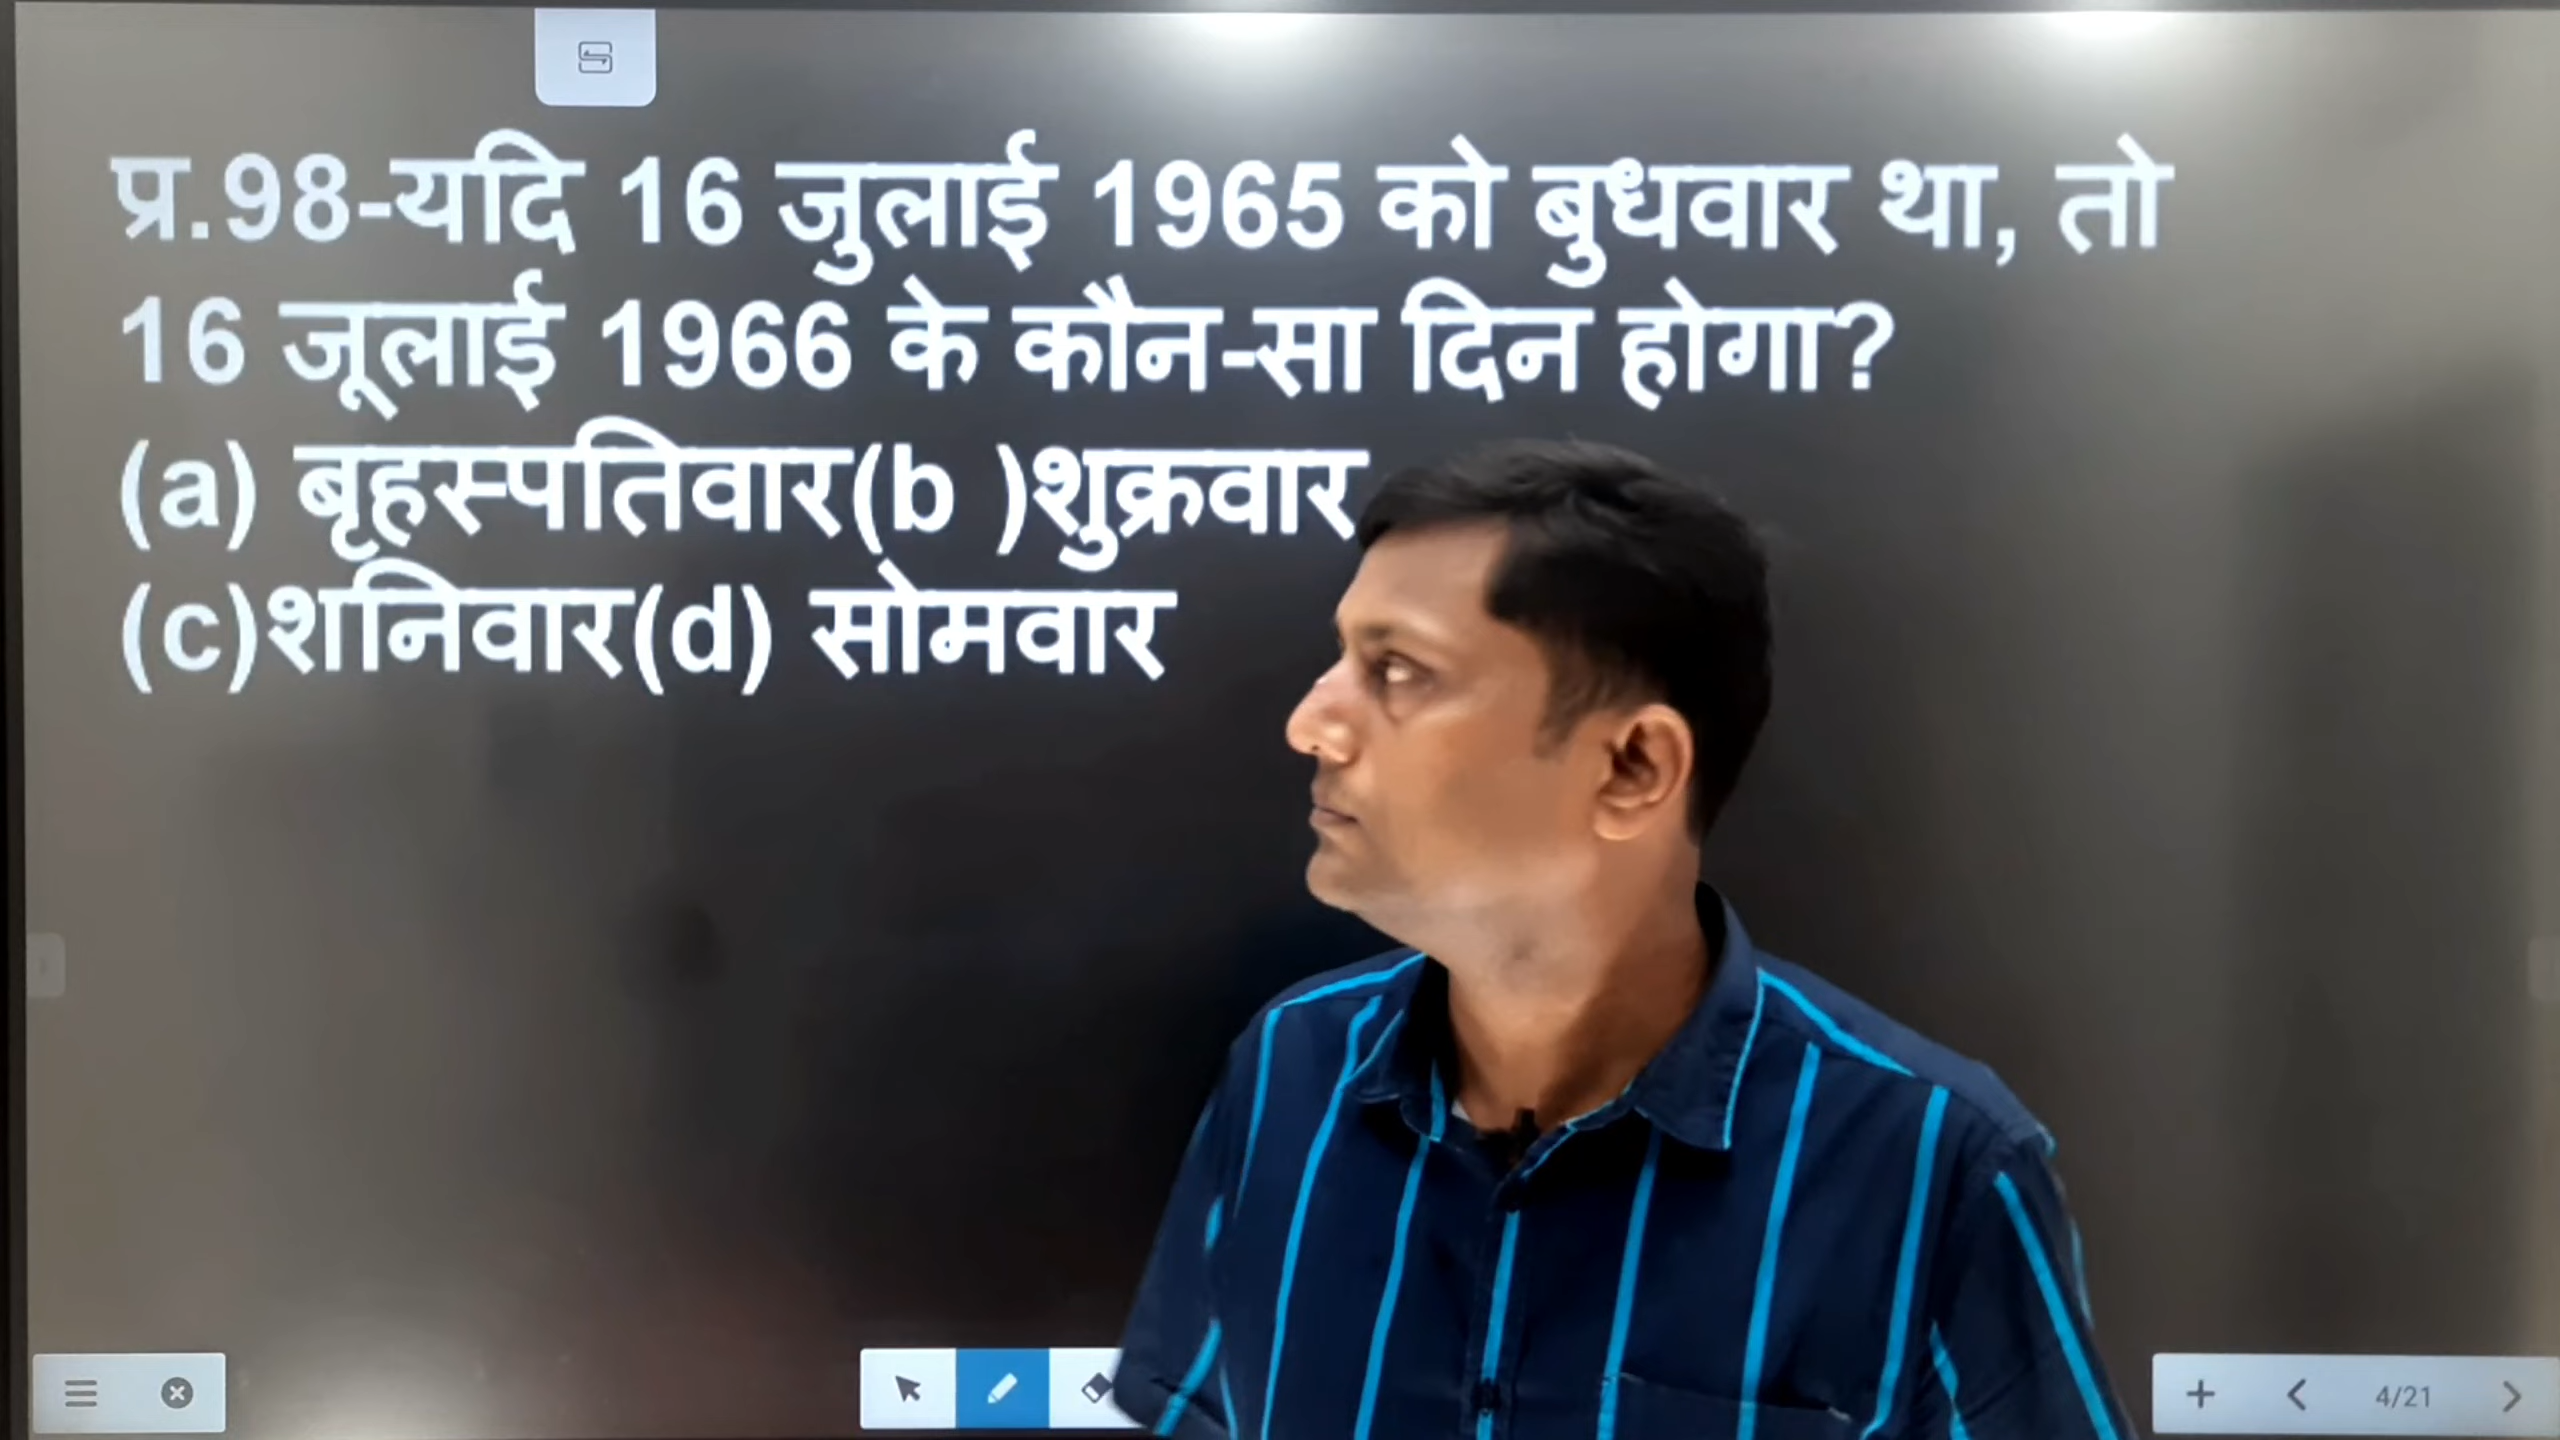 प्र.98-यदि 16 जुलाई 1965 को बुधवार था, तो
16 जूलाई 1966 के कौन-सा दिन होगा?
(a) बृहस्पतिवार(b )शुक्रवार
(c)शनिवार(d) सोमवार
4/21